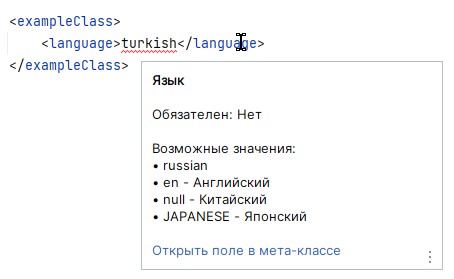 <exampleClass>
<language>turkish</language>
</exampleClass>
Язык
Обязателен: Нет
Возможные значения:
• russian
• en - Английский
• null - Китайский
• JAPANESE - Японский
Открыть поле в мета-классе